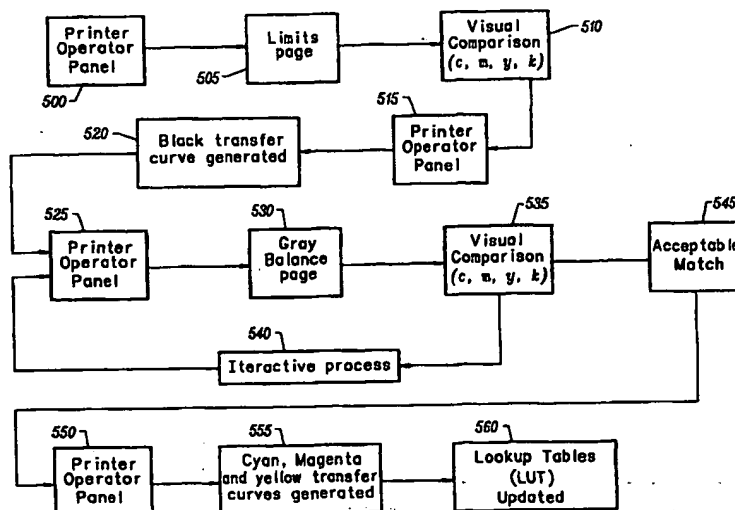 Printer
Operator
Panel
500
Limits
page
505
Visual
Comparison
(c, m, y, k)
510
515
Printer
Operator
Panel
520
Black transfer
curve generated
525
Printer
Operator
Panel
530
Gray
Balance
page
535
Visual
Comparison
(c, m, y, k)
545
Acceptable
Match
540
Iteractive process
550
Printer
Operator
Panel
555
Cyan, Magenta
and yellow transfer
curves generated
560
Lookup Tables
(LUT)
Updated